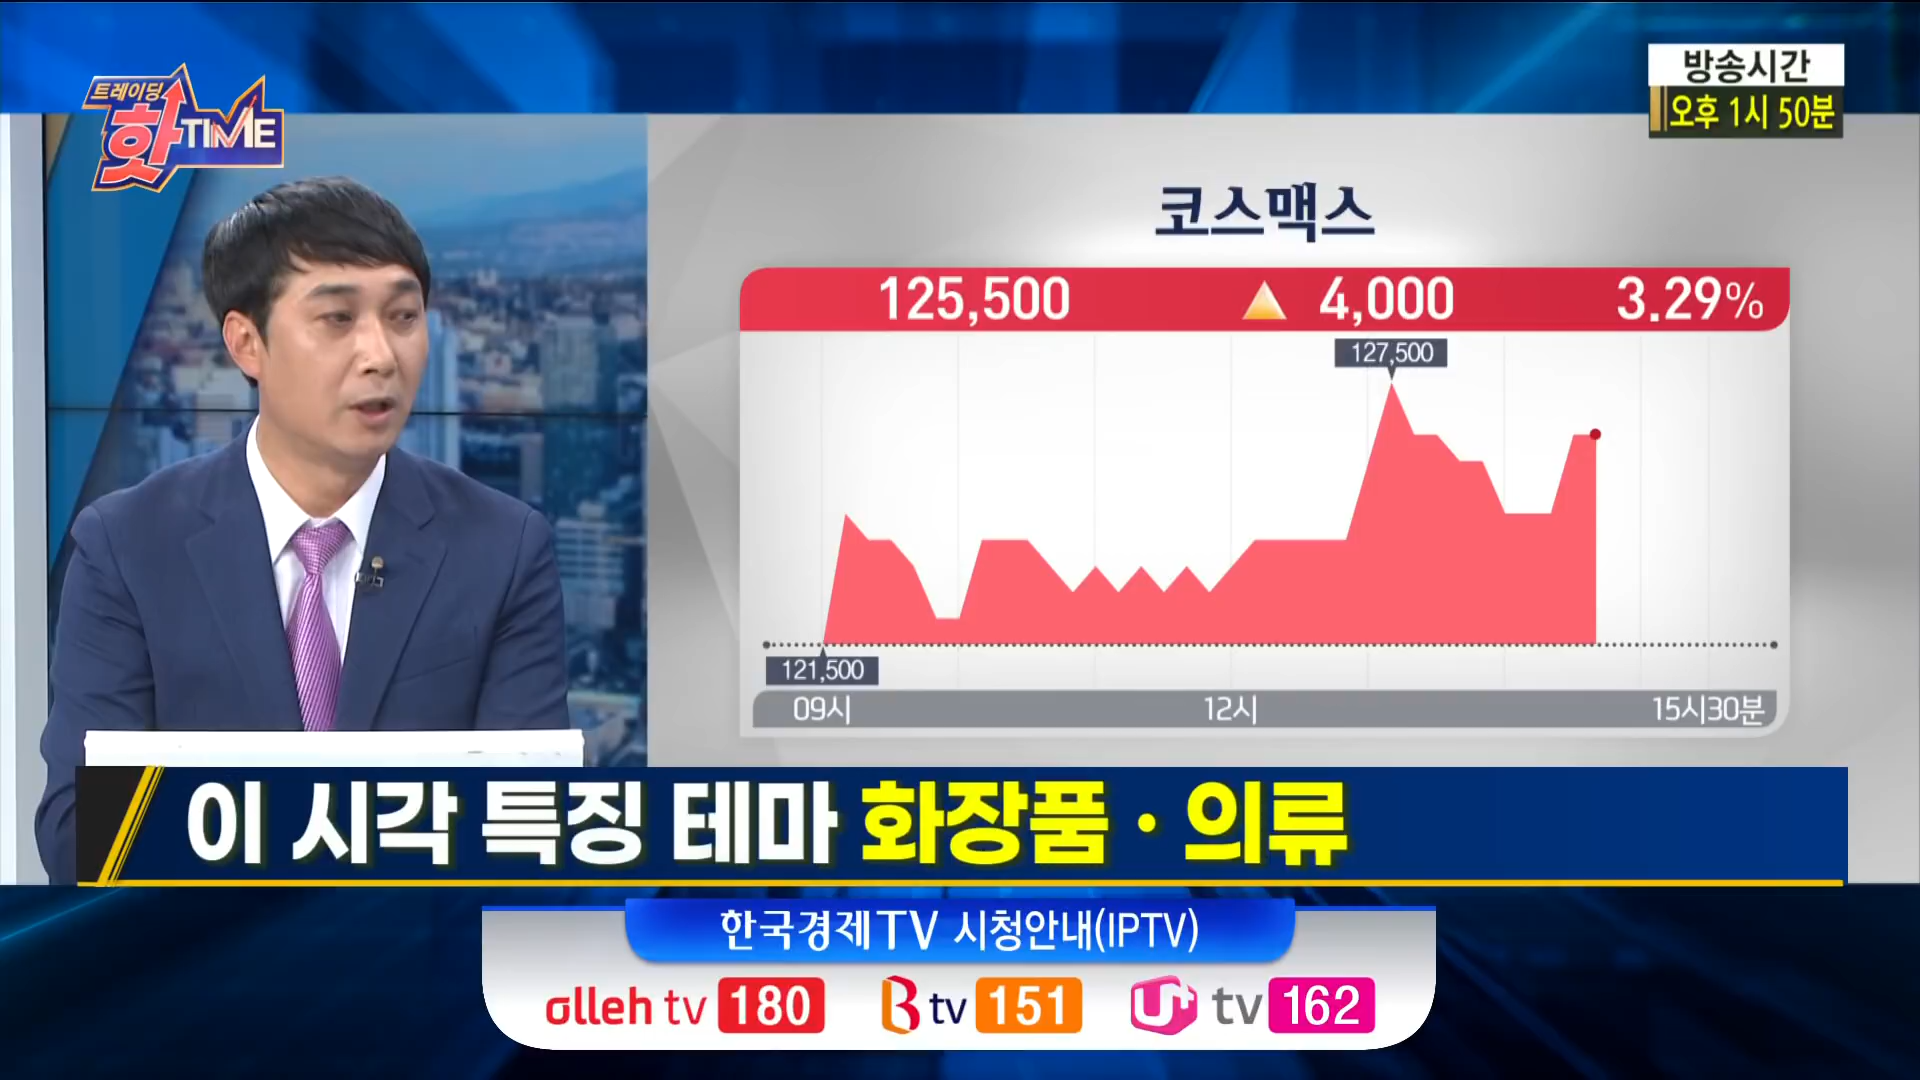 트레이딩
핫TIME
방송시간
오후 1시 50분
코스맥스
125,500 ▲ 4,000 3.29%
127,500
121,500
09시 12시 15시30분
이 시각 특징 테마 화장품·의류
한국경제TV 시청안내(IPTV)
olleh tv 180 B tv 151 U+ tv 162